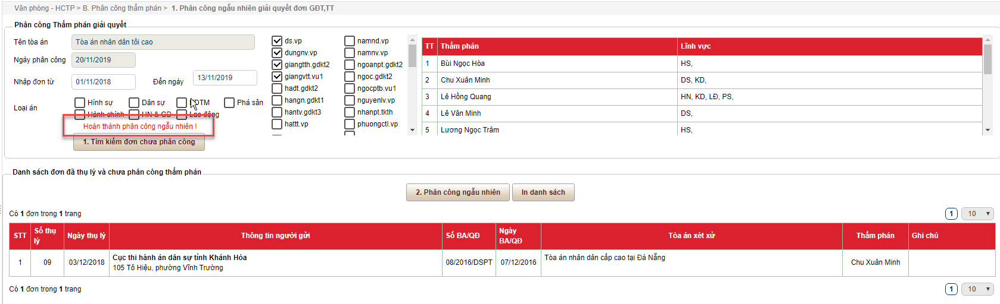 Văn phòng - HCTP > B. Phân công thẩm phán > 1. Phân công ngẫu nhiên giải quyết đơn GĐT,TT
Phân công Thẩm phán giải quyết
Tên tòa án
Tòa án nhân dân tối cao
Ngày phân công
20/11/2019
Nhập đơn từ
01/11/2018
Đến ngày
13/11/2019
Loại án
Hình sự
Dân sự
Phá sản
Hành chính
HN & GĐ
Lao động
Hoàn thành phân công ngẫu nhiên !
1. Tìm kiếm đơn chưa phân công
ds.vp
dungnv.vp
giangtth.gdkt2
giangvtt.vu1
hadt.gdkt2
hangn.gdkt1
hantv.gdkt3
hattt.vp
namnd.vp
namnv.vp
ngoanpt.gdkt2
ngoc.gdkt2
ngocptb.vu1
nguyenlv.vp
nhanpt.tkth
phuongctl.vp
TT Thẩm phán Lĩnh vực
1 Bùi Ngọc Hòa HS,
2 Chu Xuân Minh DS, KD,
3 Lê Hồng Quang HN, KD, LĐ, PS,
4 Lê Văn Minh DS,
5 Lương Ngọc Trâm HS,
Danh sách đơn đã thụ lý và chưa phân công thẩm phán
2. Phân công ngẫu nhiên
In danh sách
Có 1 đơn trong 1 trang
1 10
STT Số thụ lý Ngày thụ lý Thông tin người gửi Số BA/QĐ Ngày BA/QĐ Tòa án xét xử Thẩm phán Ghi chú
1 09 03/12/2018 Cục thi hành án dân sự tỉnh Khánh Hòa 08/2016/DSPT 07/12/2016 Tòa án nhân dân cấp cao tại Đà Nẵng Chu Xuân Minh
105 Tô Hiệu, phường Vĩnh Trường
Có 1 đơn trong 1 trang
1 10